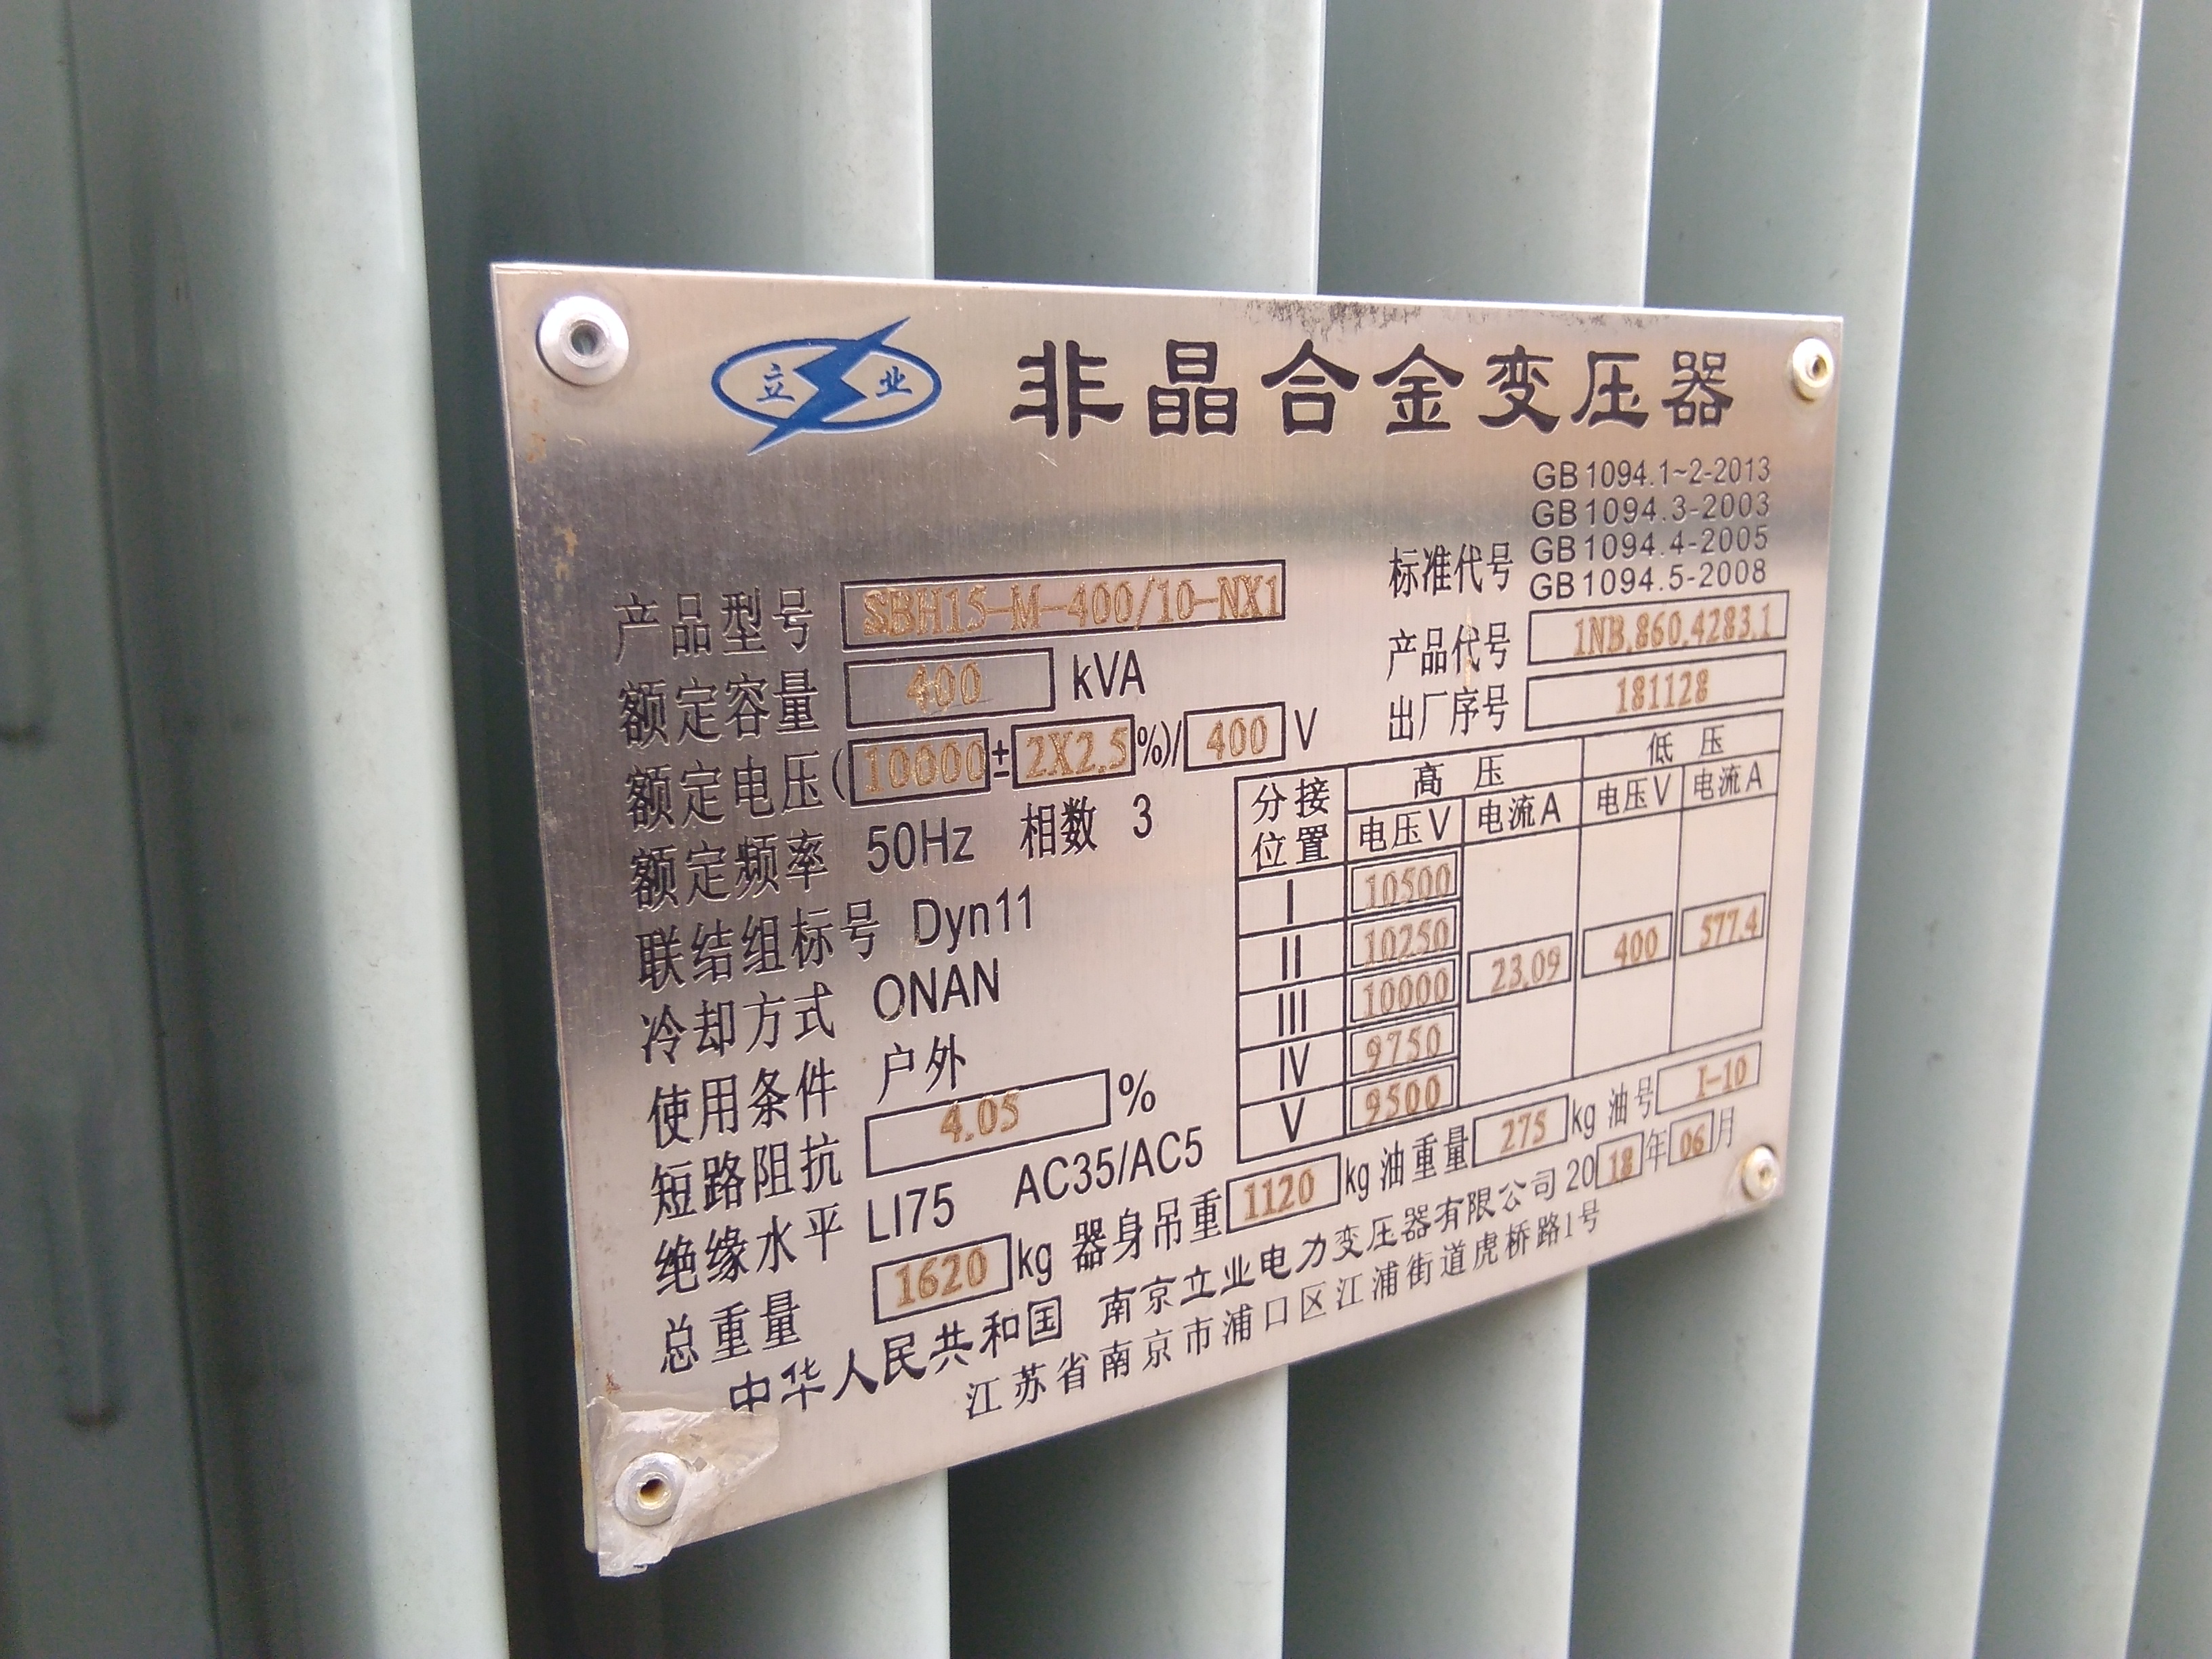 立业 非晶合金变压器
GB1094.1~2-2013
GB1094.3-2003
标准代号 GB1094.4-2005
GB1094.5-2008
产品型号 SBH15-M-400/10-NX1
产品代号 1NB.860.4283.1
额定容量 400 kVA
出厂序号 181128
额定电压(10000±2X2.5%)/400 V
额定频率 50Hz 相数 3
联结组标号 Dyn11
冷却方式 ONAN
使用条件 户外
短路阻抗 4.05 %
绝缘水平 LI75 AC35/AC5
分接位置 高压 低压
电压V 电流A 电压V 电流A
I 10500
II 10250
III 10000 23.09 400 577.4
IV 9750
V 9500
总重量 1620 kg 器身吊重 1120 kg 油重量 275 kg 油号 I-10
中华人民共和国 南京立业电力变压器有限公司 2018年06月
江苏省南京市浦口区江浦街道虎桥路1号